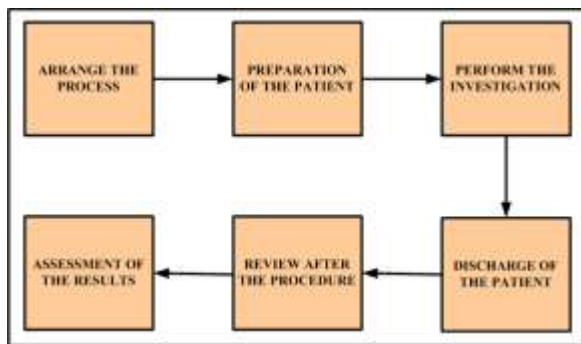 ARRANGE THE
PROCESS
PREPARATION
OF THE PATIENT
PERFORM THE
INVESTIGATION
DISCHARGE OF
THE PATIENT
REVIEW AFTER
THE PROCEDURE
ASSESSMENT OF
THE RESULTS